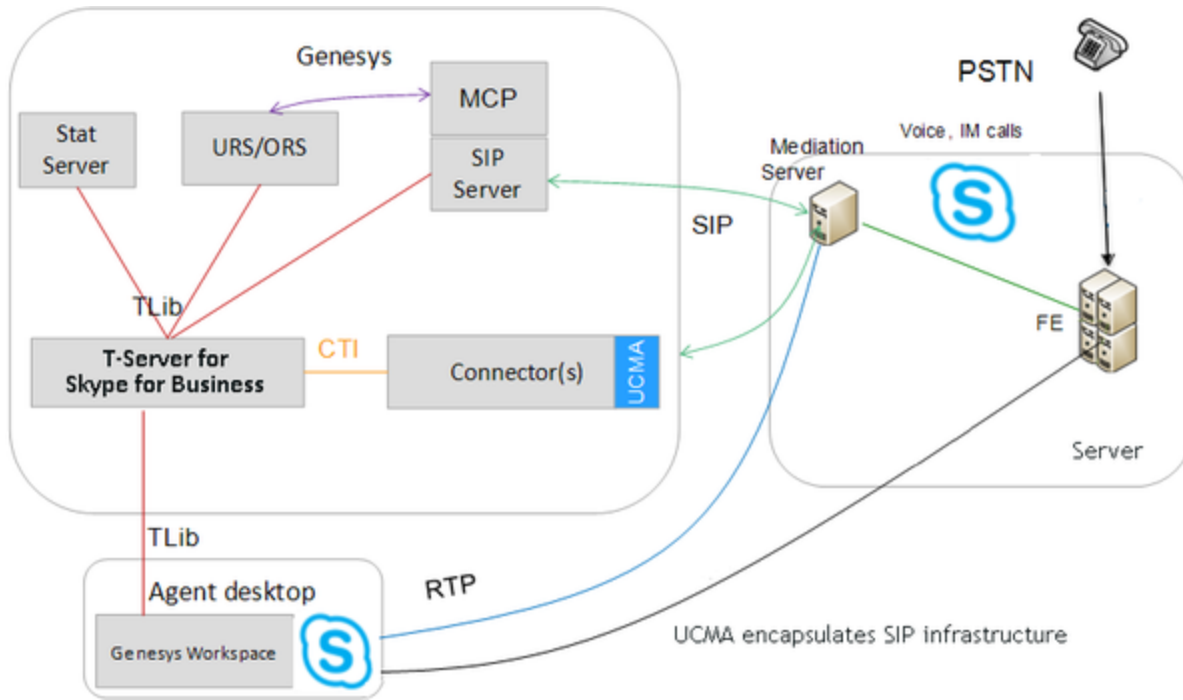 Genesys
MCP
Stat
Server
URS/ORS
SIP
Server
TLib
T-Server for
Skype for Business
CTI
Connector(s)
UCMA
PSTN
Voice, IM calls
Mediation
Server
S
SIP
FE
Server
TLib
Agent desktop
Genesys Workspace
S
RTP
UCMA encapsulates SIP infrastructure